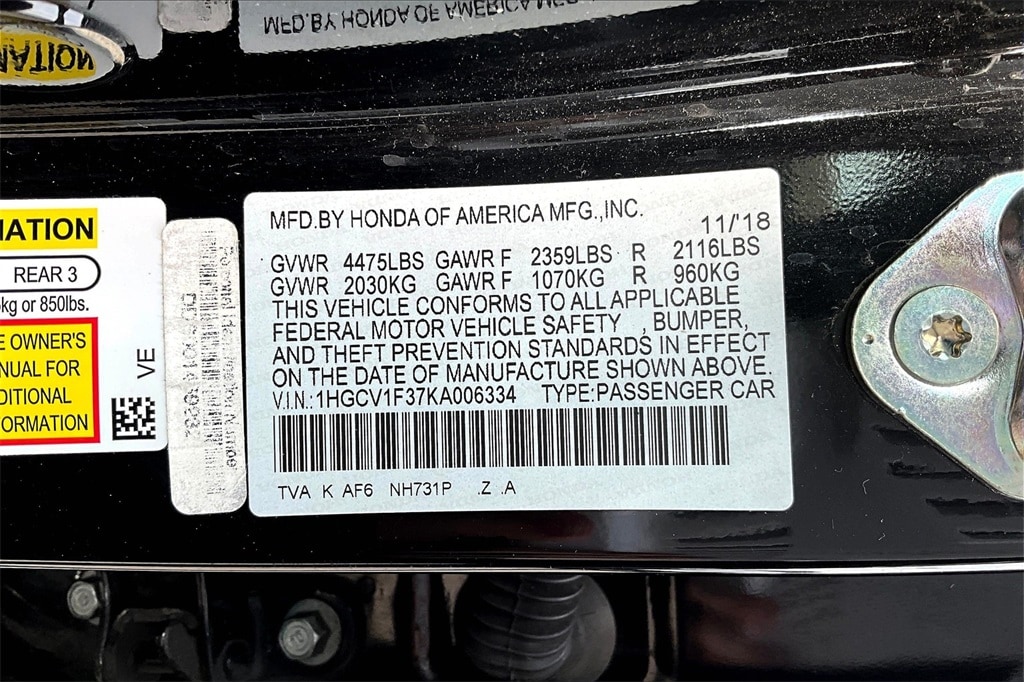 MFD.BY HONDA OF AMERICA
MATION
REAR 3
kg or 850lbs.
OWNER'S
MANUAL FOR
DDITIONAL
FORMATION
VE
MFD.BY HONDA OF AMERICA MFG.,INC. 11/'18
GVWR 4475LBS GAWR F 2359LBS R 2116LBS
GVWR 2030KG GAWR F 1070KG R 960KG
THIS VEHICLE CONFORMS TO ALL APPLICABLE
FEDERAL MOTOR VEHICLE SAFETY , BUMPER,
AND THEFT PREVENTION STANDARDS IN EFFECT
ON THE DATE OF MANUFACTURE SHOWN ABOVE.
V.I.N.:1HGCV1F37KA006334 TYPE:PASSENGER CAR
TVA K AF6 NH731P .Z .A